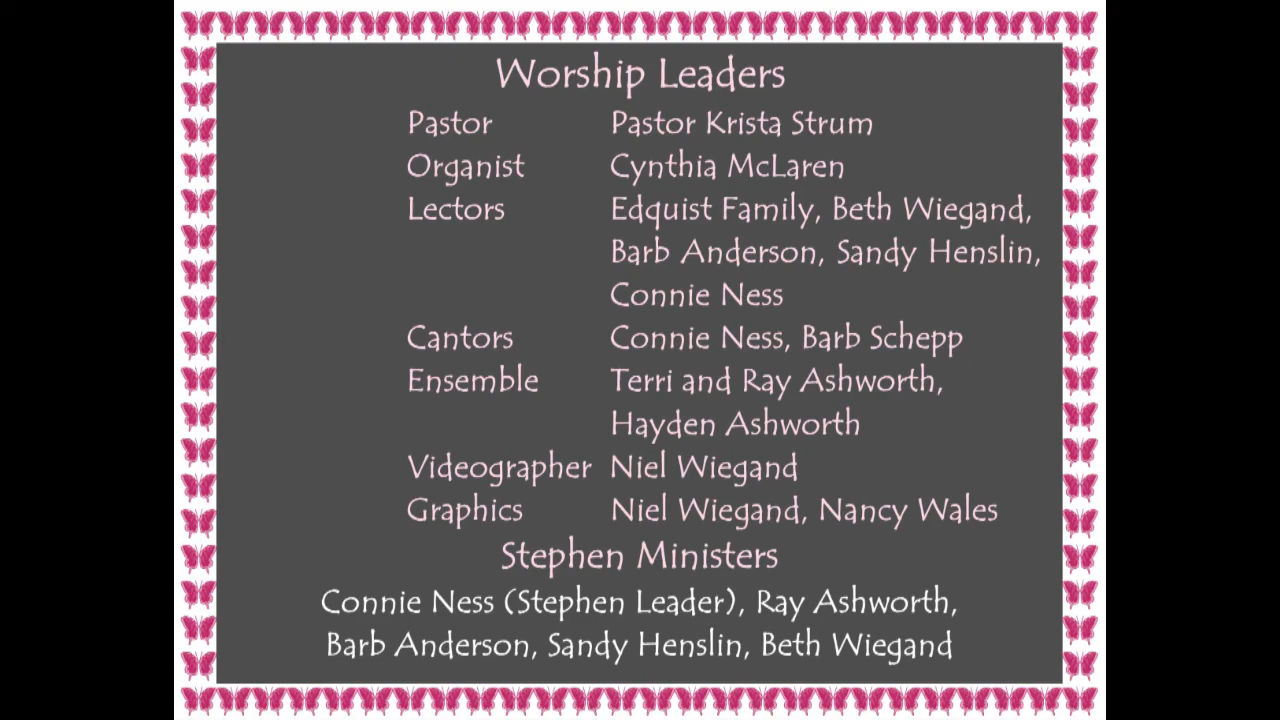 Worship Leaders
Pastor Pastor Krista Strum
Organist Cynthia McLaren
Lectors Edquist Family, Beth Wiegand,
Barb Anderson, Sandy Henslin,
Connie Ness
Cantors Connie Ness, Barb Schepp
Ensemble Terri and Ray Ashworth,
Hayden Ashworth
Videographer Niel Wiegand
Graphics Niel Wiegand, Nancy Wales
Stephen Ministers
Connie Ness (Stephen Leader), Ray Ashworth,
Barb Anderson, Sandy Henslin, Beth Wiegand